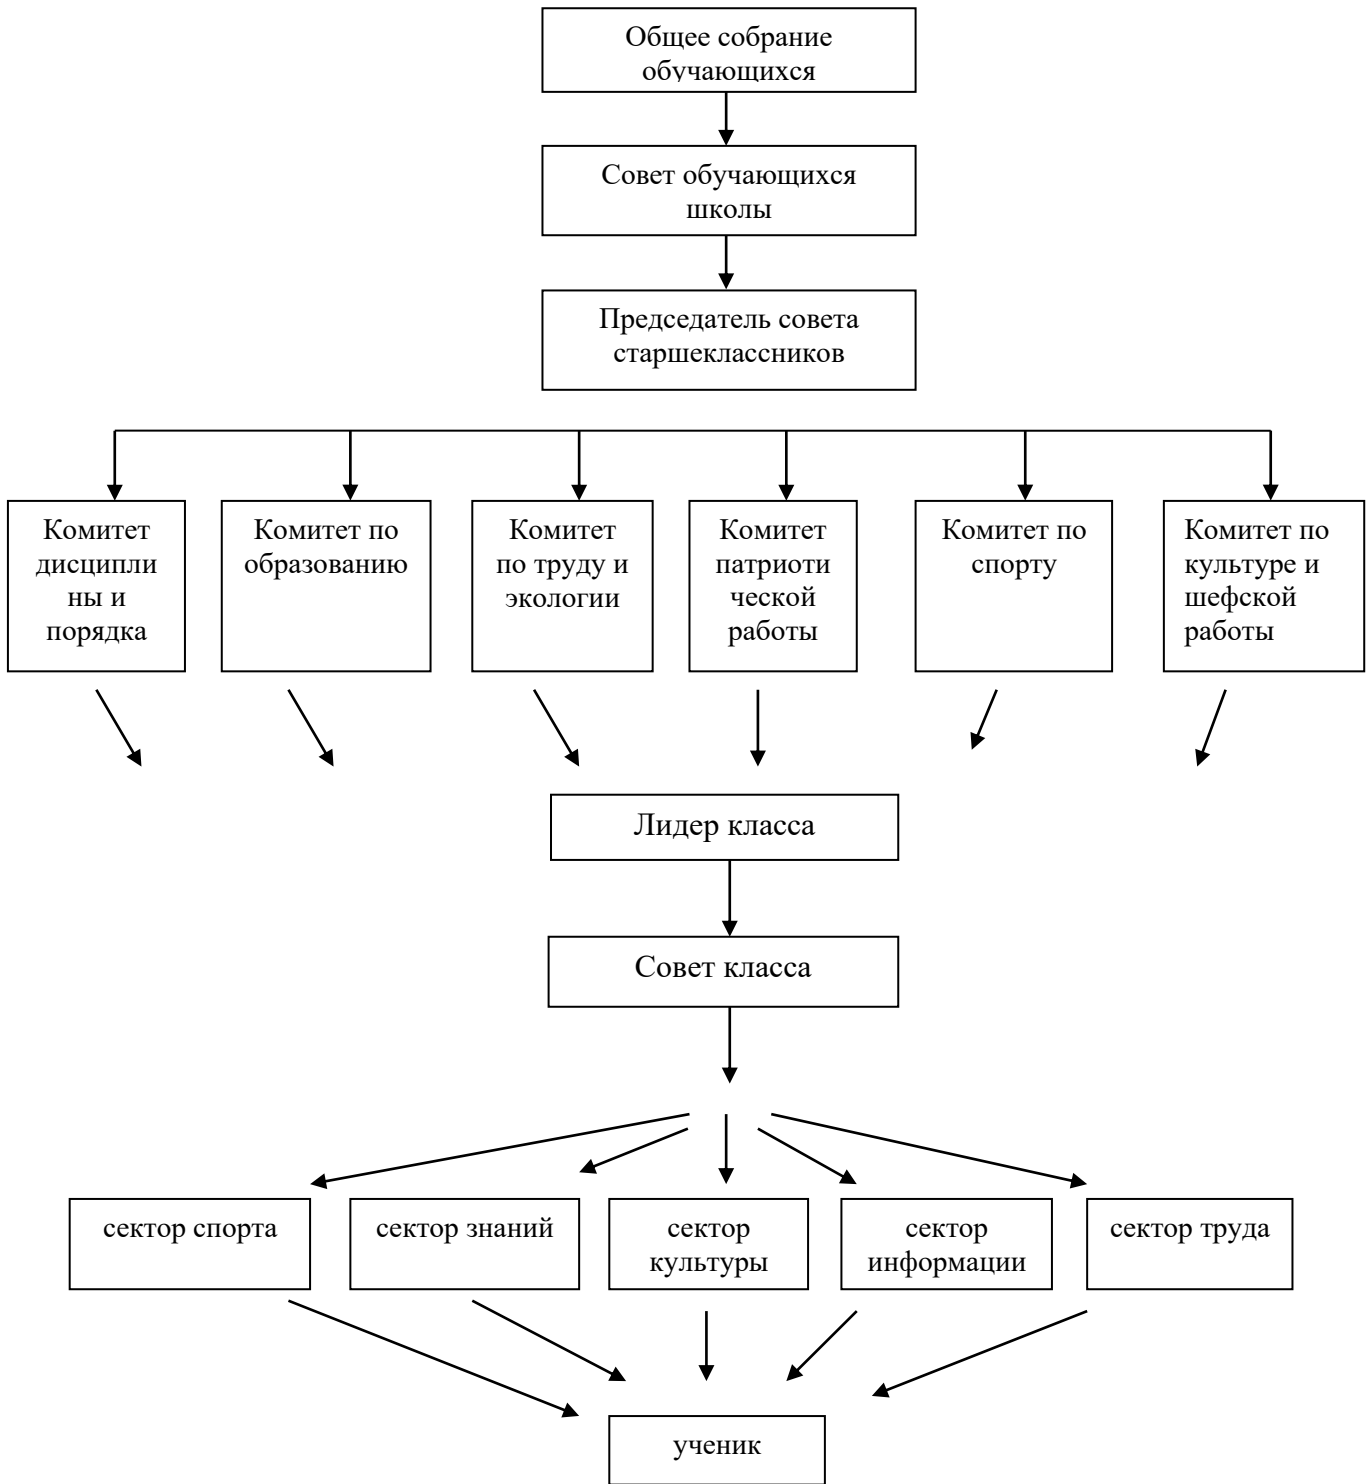 Общее собрание
обучающихся
Совет обучающихся
школы
Председатель совета
старшеклассников
Комитет
дисципли
ны и
порядка
Комитет по
образованию
Комитет
по труду и
экологии
Комитет
патриоти
ческой
работы
Комитет по
спорту
Комитет по
культуре и
шефской
работы
Лидер класса
Совет класса
сектор спорта
сектор знаний
сектор
культуры
сектор
информации
сектор труда
ученик